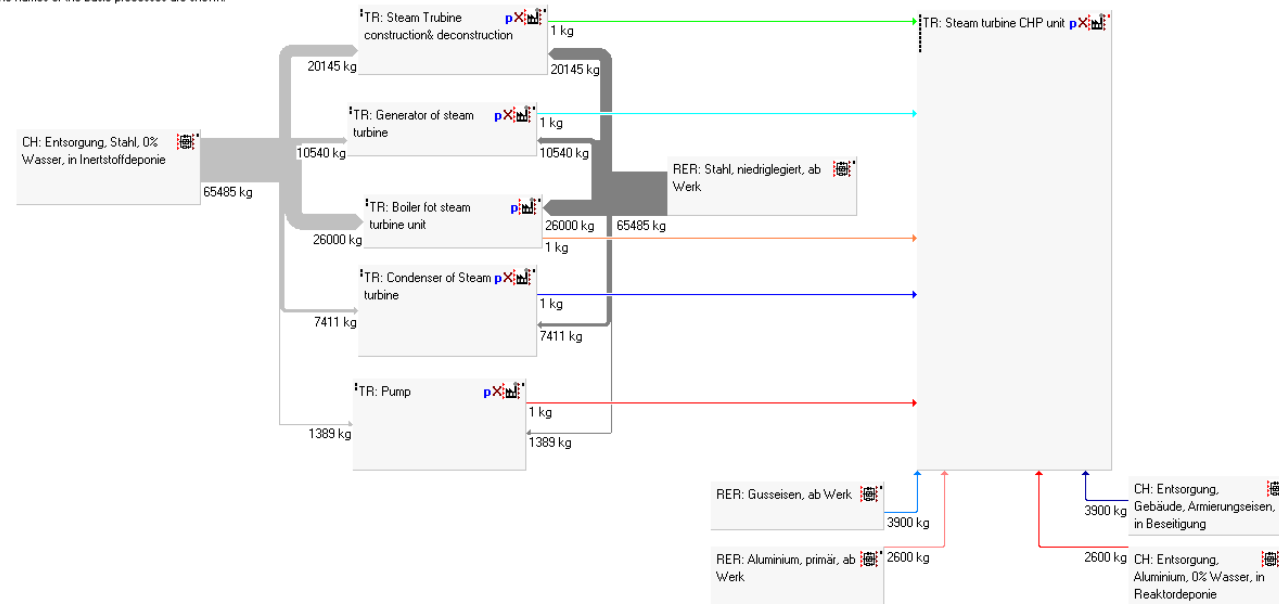 TR: Steam Trubine
construction& deconstruction
pX
1 kg
20145 kg
20145 kg
TR: Steam turbine CHP unit
pX
TR: Generator of steam
turbine
pX
1 kg
10540 kg
10540 kg
CH: Entsorgung, Stahl, 0%
Wasser, in Inertstoffdeponie
65485 kg
RER: Stahl, niedriglegiert, ab
Werk
65485 kg
TR: Boiler fot steam
turbine unit
p
26000 kg
26000 kg
1 kg
TR: Condenser of Steam
turbine
pX
1 kg
7411 kg
7411 kg
TR: Pump
pX
1 kg
1389 kg
1389 kg
RER: Gusseisen, ab Werk
3900 kg
RER: Aluminium, primär, ab
Werk
2600 kg
3900 kg
CH: Entsorgung,
Gebäude, Armierungseisen,
in Beseitigung
2600 kg
CH: Entsorgung,
Aluminium, 0% Wasser, in
Reaktordeponie